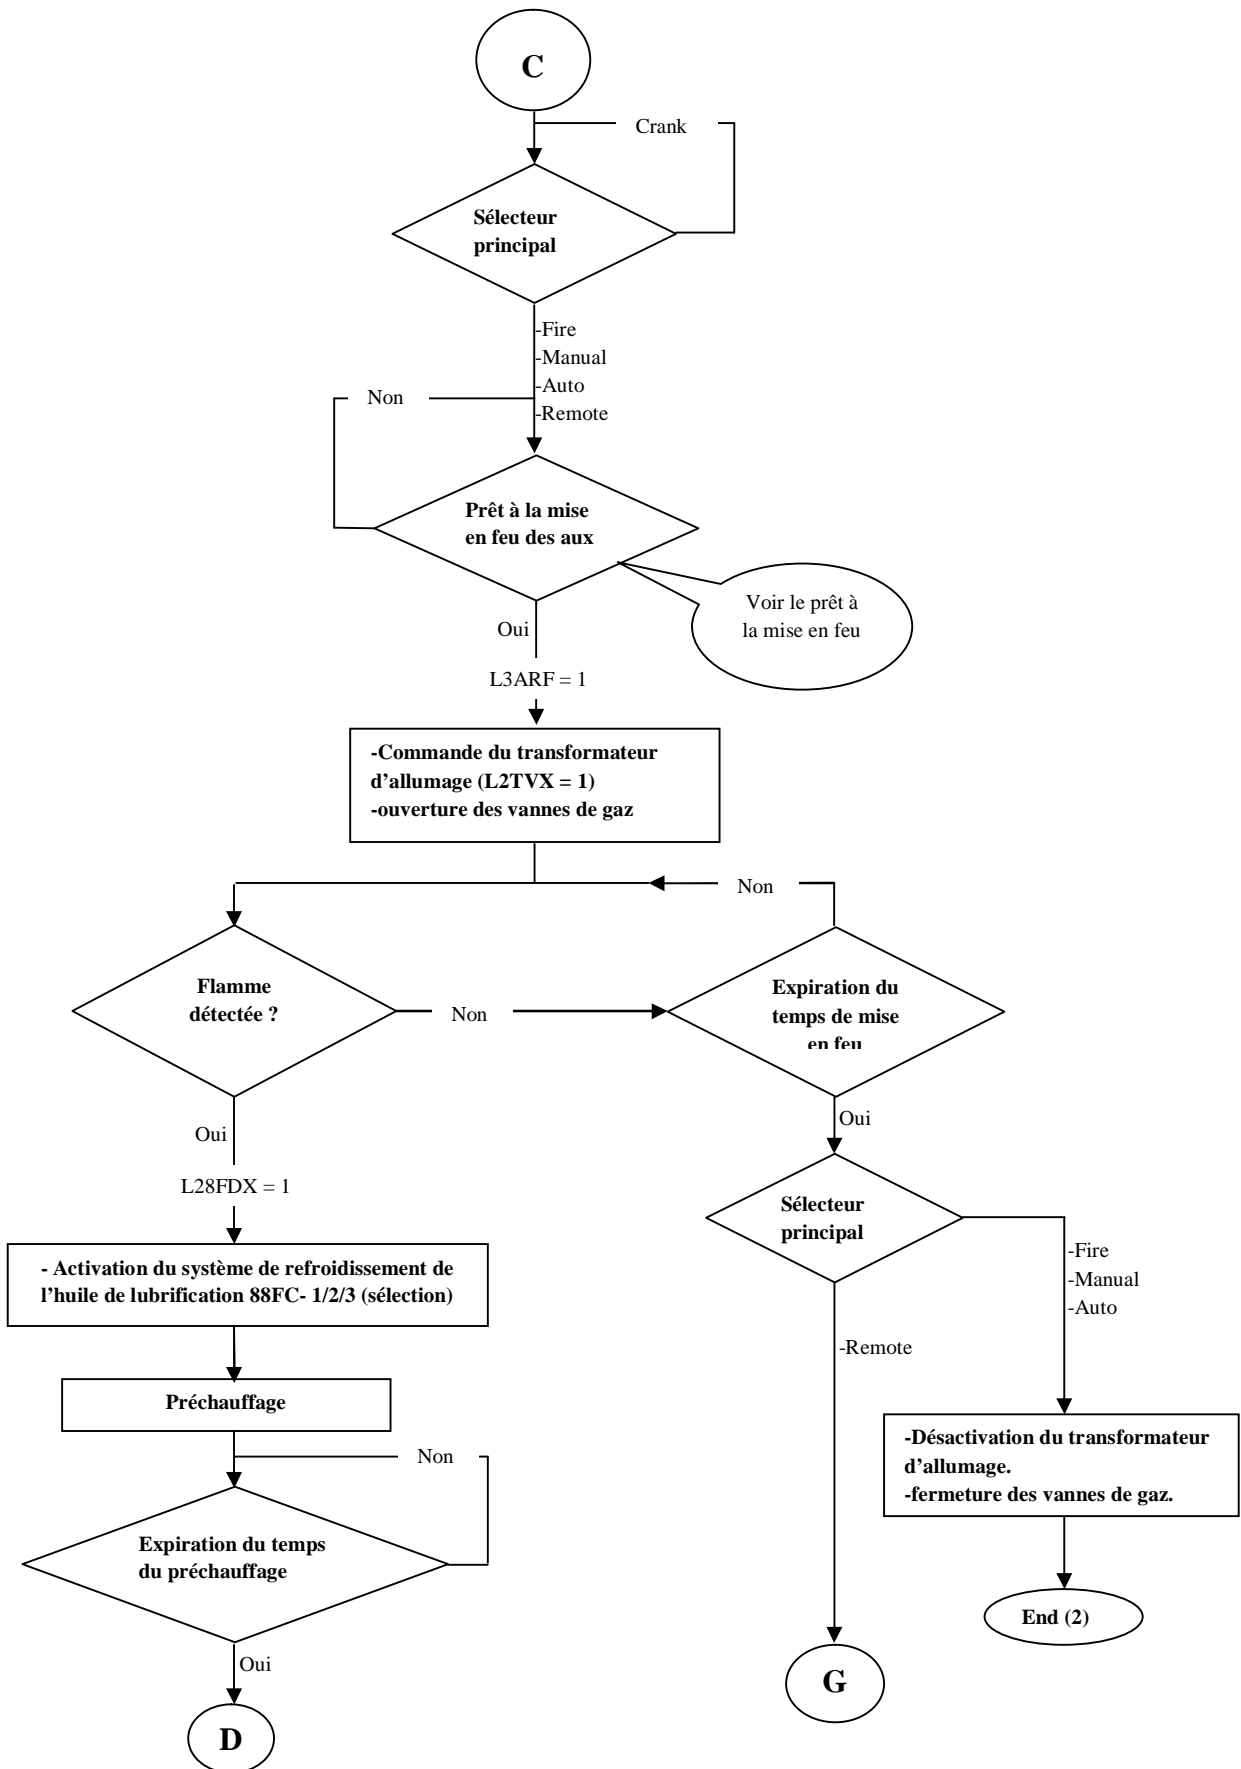 C
Crank
Sélecteur
principal
-Fire
-Manual
-Auto
-Remote
Non
Prêt à la mise
en feu des aux
Voir le prêt à
la mise en feu
Oui
L3ARF = 1
-Commande du transformateur
d'allumage (L2TVX = 1)
-ouverture des vannes de gaz
Non
Flamme
détectée ?
Non
Expiration du
temps de mise
en feu
Oui
Oui
L28FDX = 1
Sélecteur
principal
- Activation du système de refroidissement de
l'huile de lubrification 88FC- 1/2/3 (sélection)
-Fire
-Manual
-Auto
-Remote
Préchauffage
Non
-Désactivation du transformateur
d'allumage.
-fermeture des vannes de gaz.
Expiration du temps
du préchauffage
End (2)
Oui
G
D